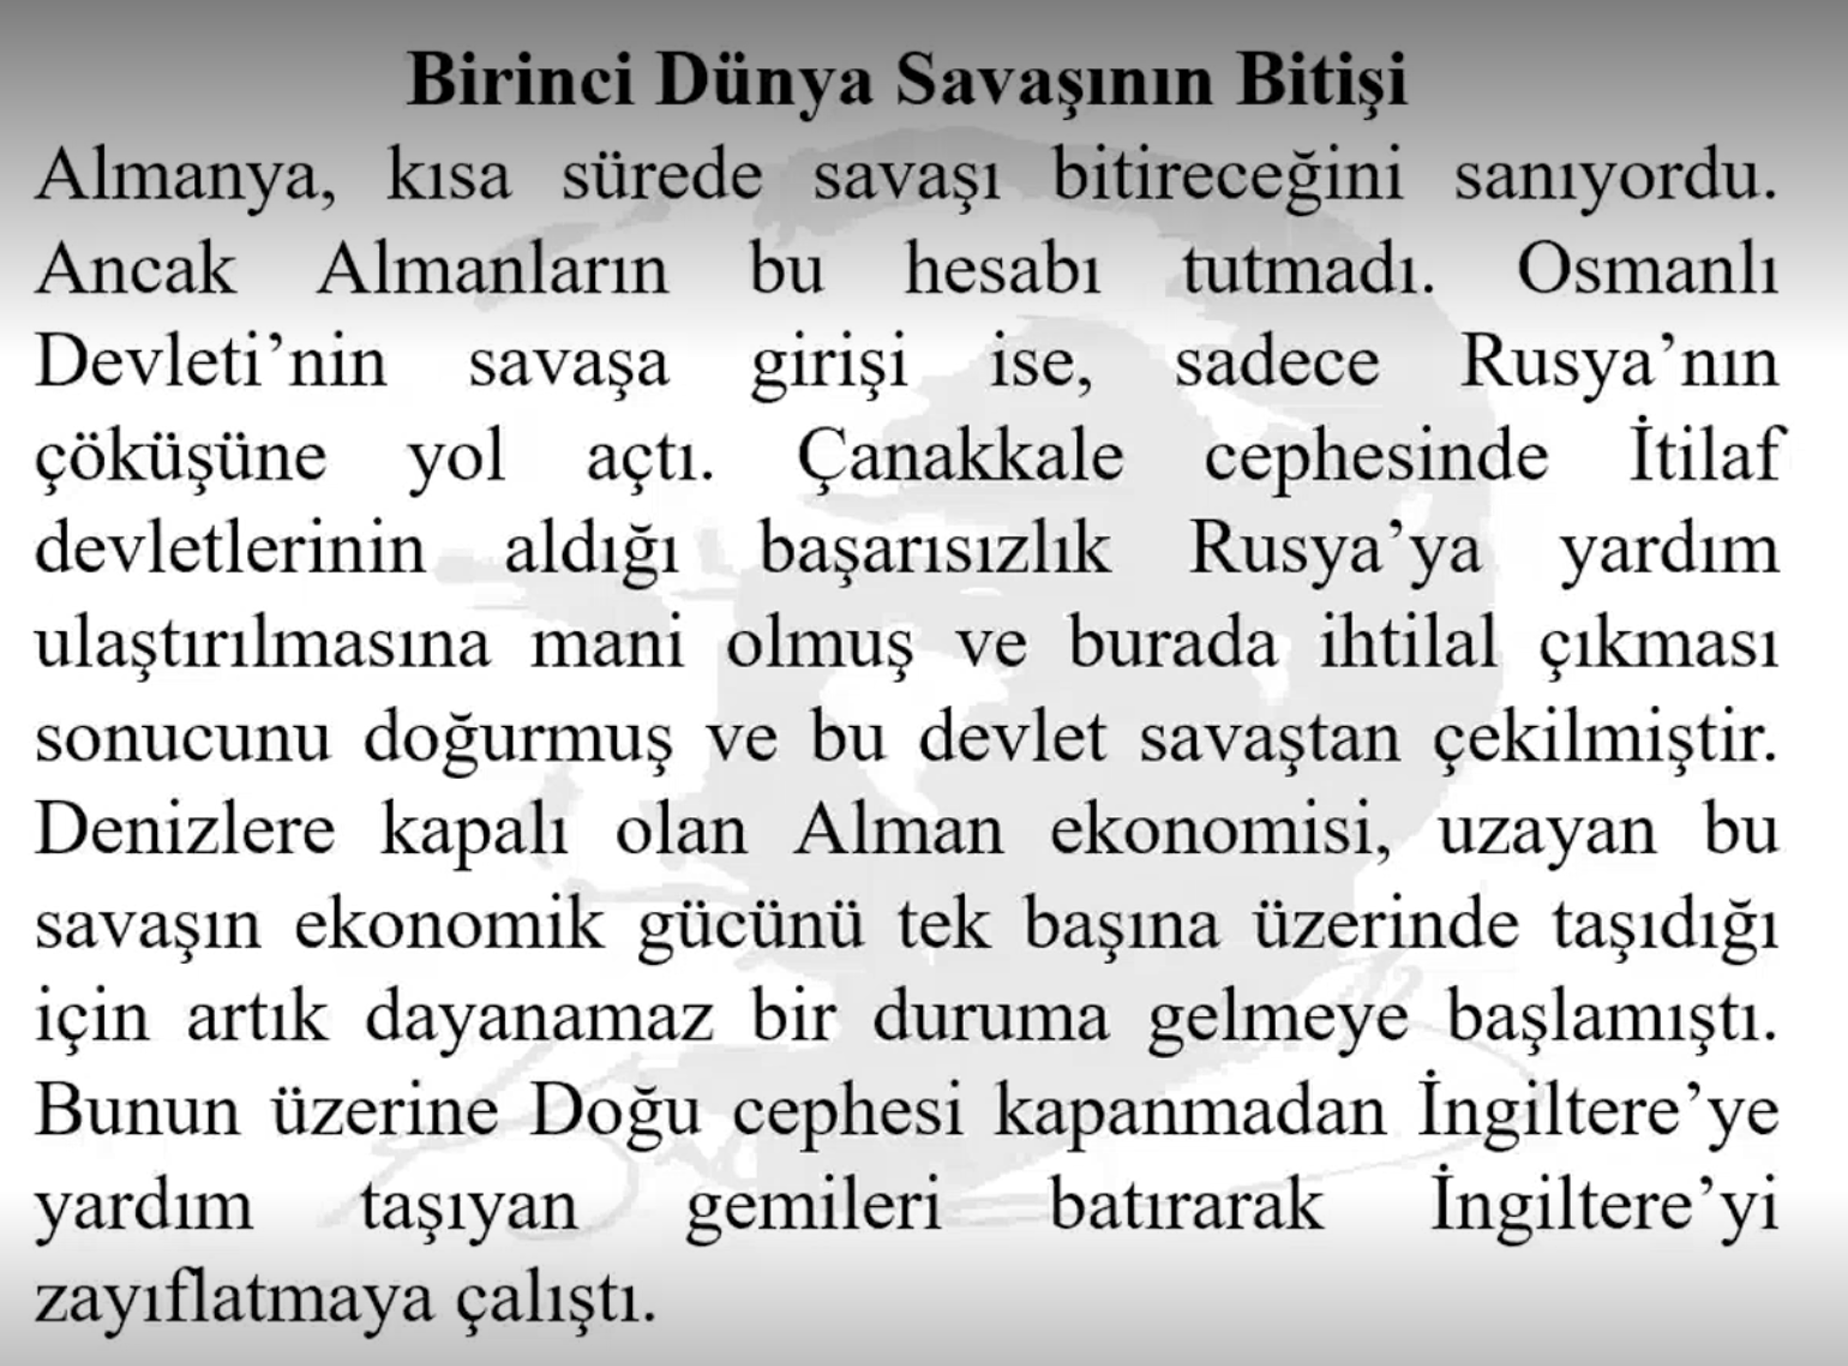 Birinci Dünya Savaşının Bitişi
Almanya, kısa sürede savaşı bitireceğini sanıyordu.
Ancak Almanların bu hesabı tutmadı. Osmanlı
Devleti’nin savaşa girişi ise, sadece Rusya’nın
çöküşüne yol açtı. Çanakkale cephesinde İtilaf
devletlerinin aldığı başarısızlık Rusya’ya yardım
ulaştırılmasına mani olmuş ve burada ihtilal çıkması
sonucunu doğurmuş ve bu devlet savaştan çekilmiştir.
Denizlere kapalı olan Alman ekonomisi, uzayan bu
savaşın ekonomik gücünü tek başına üzerinde taşıdığı
için artık dayanamaz bir duruma gelmeye başlamıştı.
Bunun üzerine Doğu cephesi kapanmadan İngiltere’ye
yardım taşıyan gemileri batırarak İngiltere’yi
zayıflatmaya çalıştı.